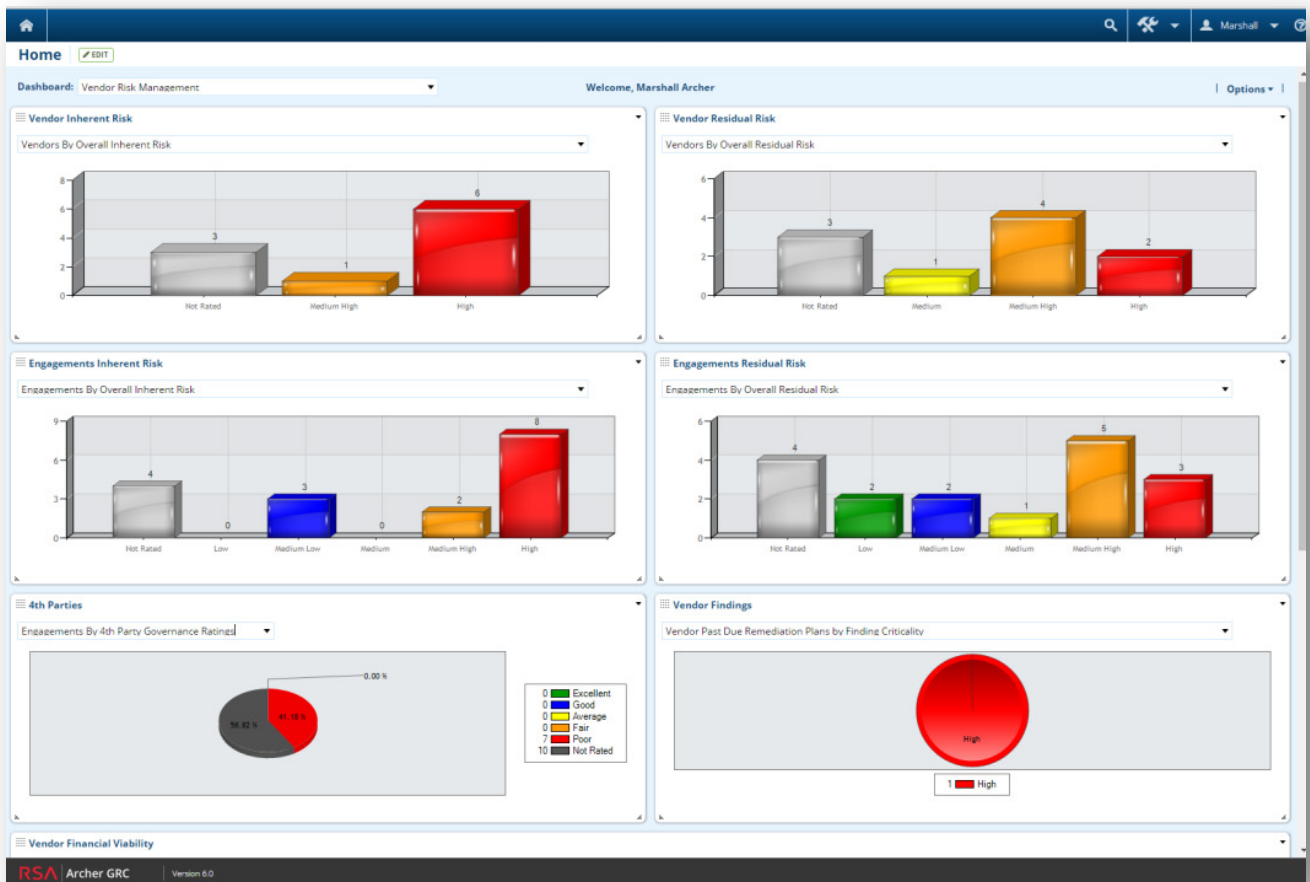 Marshall
Home EDIT
Dashboard: Vendor Risk Management
Welcome, Marshall Archer
Options
Vendor Inherent Risk
Vendors By Overall Inherent Risk
8
6
4
2
0
3
1
6
Not Rated Medium High High
Vendor Residual Risk
Vendors By Overall Residual Risk
6
4
2
0
3
1
4
2
Not Rated Medium Medium High High
Engagements Inherent Risk
Engagements By Overall Inherent Risk
9
6
3
0
4
0
3
0
2
8
Not Rated Low Medium Low Medium Medium High High
Engagements Residual Risk
Engagements By Overall Residual Risk
6
4
2
0
4
2
2
1
5
3
Not Rated Low Medium Low Medium Medium High High
4th Parties
Engagements By 4th Party Governance Ratings
0.00 %
41.18 %
58.82 %
0 Excellent
0 Good
0 Average
0 Fair
7 Poor
10 Not Rated
Vendor Findings
Vendor Past Due Remediation Plans by Finding Criticality
High
1 High
Vendor Financial Viability
RSA Archer GRC Version 6.0